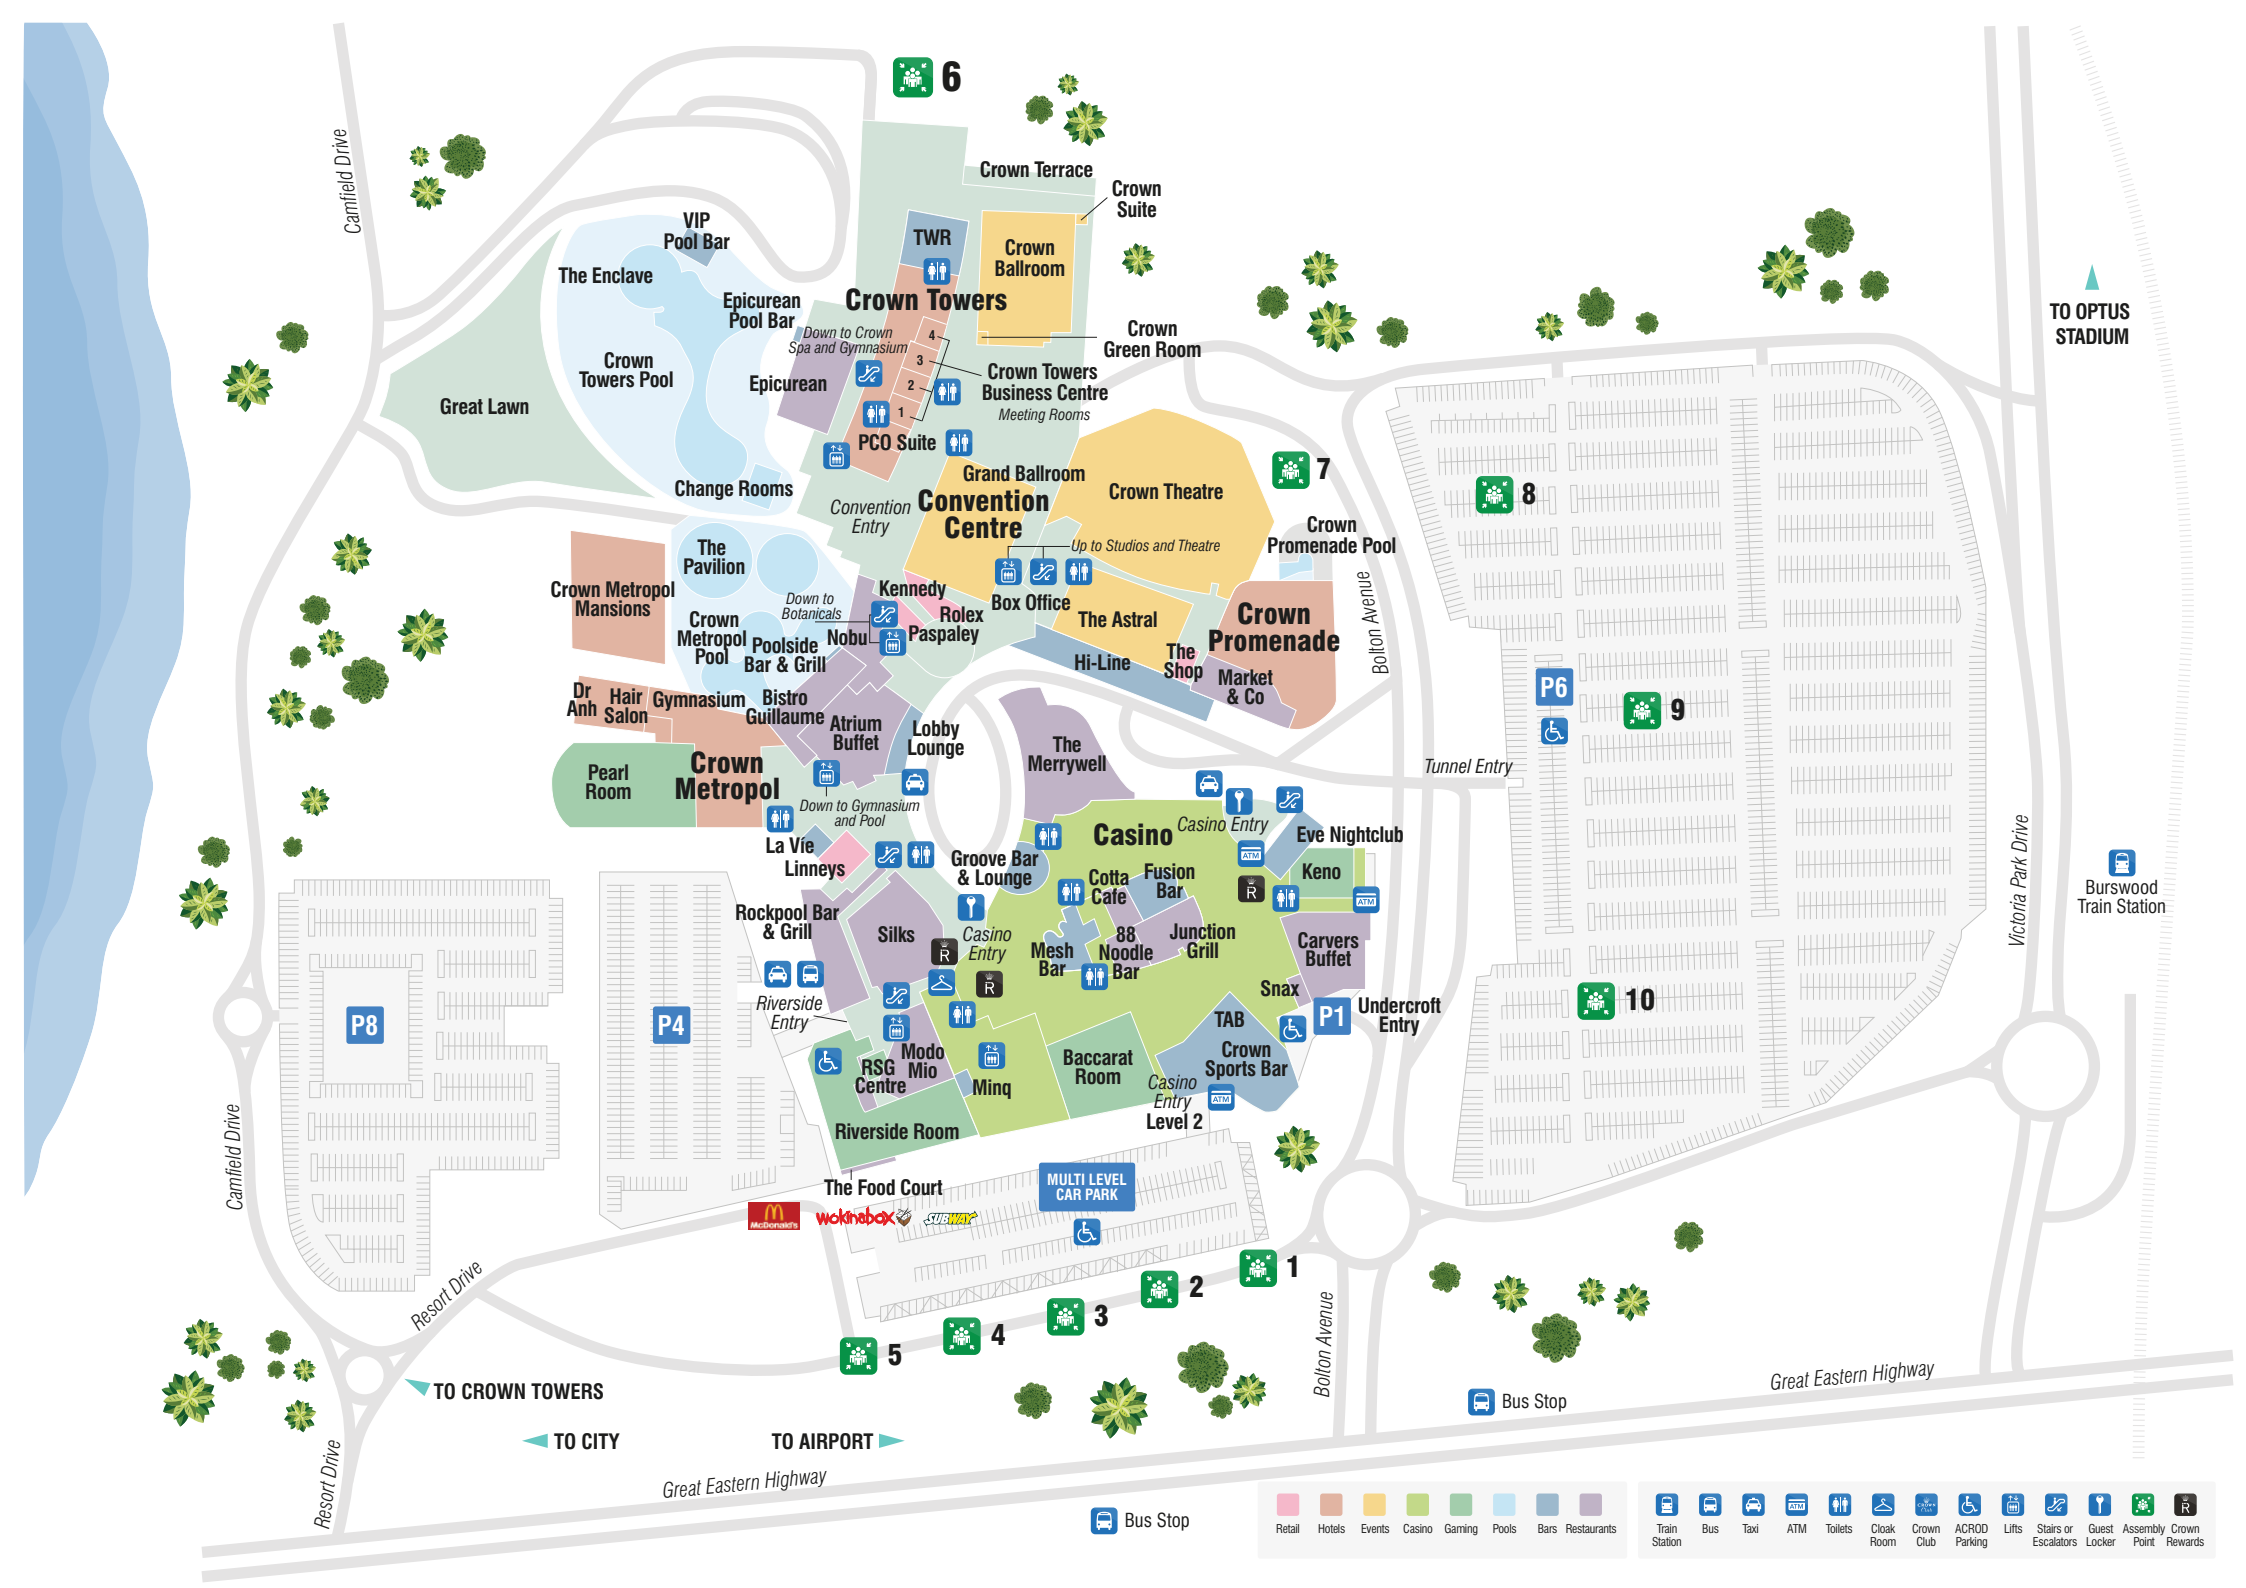 6
Crown Terrace
Crown
Suite
Camfield Drive
VIP
Pool Bar
TWR
Crown
Ballroom
The Enclave
Epicurean
Pool Bar
Crown Towers
Down to Crown
Spa and Gymnasium
4
3
2
1
Crown
Green Room
Crown Towers
Business Centre
Meeting Rooms
Crown
Towers Pool
Epicurean
Great Lawn
PCO Suite
TO OPTUS
STADIUM
Grand Ballroom
Change Rooms
Convention
Entry
Convention
Centre
Crown Theatre
7
8
Crown
Promenade Pool
Up to Studios and Theatre
The
Pavilion
Crown Metropol
Mansions
Down to
Botanicals
Kennedy
Rolex
Paspaley
Box Office
The Astral
Crown
Promenade
Bolton Avenue
Crown
Metropol
Pool
Poolside
Bar & Grill
Nobu
Hi-Line
The
Shop
Market
& Co
P6
9
Dr
Anh
Hair
Salon
Gymnasium
Bistro
Guillaume
Atrium
Buffet
Lobby
Lounge
The
Merrywell
Tunnel Entry
Pearl
Room
Crown
Metropol
Down to Gymnasium
and Pool
Casino
Casino Entry
Eve Nightclub
La Víe
Linneys
Groove Bar
& Lounge
Cotta
Cafe
Fusion
Bar
ATM
R
Keno
ATM
Victoria Park Drive
Burswood
Train Station
Rockpool Bar
& Grill
Silks
R
Casino
Entry
R
Mesh
Bar
88
Noodle
Bar
Junction
Grill
Carvers
Buffet
Snax
Riverside
Entry
P8
P4
TAB
P1
Undercroft
Entry
10
Modo
Mio
RSG
Centre
Minq
Baccarat
Room
Crown
Sports Bar
Casino
Entry
ATM
Level 2
Riverside Room
Camfield Drive
The Food Court
McDonald's
wokinabox
SUBWAY
MULTI LEVEL
CAR PARK
1
2
3
4
5
Resort Drive
Bolton Avenue
TO CROWN TOWERS
TO CITY
TO AIRPORT
Great Eastern Highway
Bus Stop
Resort Drive
Great Eastern Highway
Bus Stop
Retail
Hotels
Events
Casino
Gaming
Pools
Bars
Restaurants
Train
Station
Bus
Taxi
ATM
ATM
Toilets
Cloak
Room
CROWN
Crown
Club
ACROD
Parking
Lifts
Stairs or
Escalators
Guest
Locker
Assembly
Point
R
Crown
Rewards